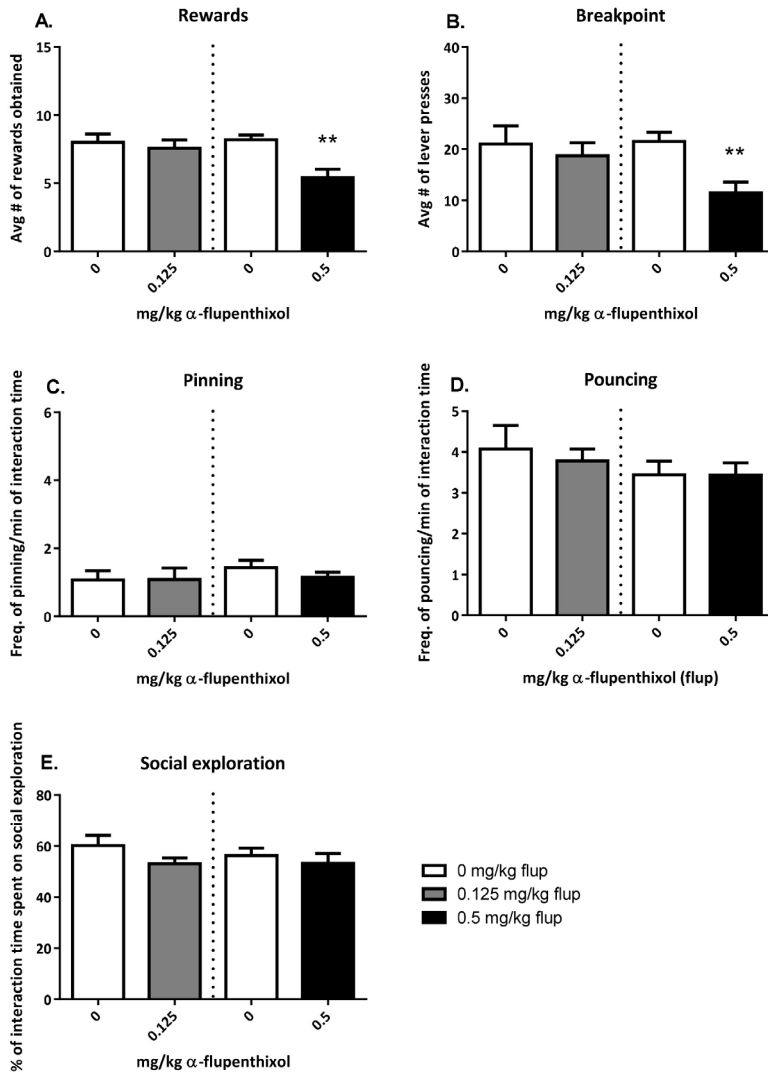 A.
Rewards
Avg # of rewards obtained
15
10
5
0
**
0
0.125
0
0.5
mg/kg α-flupenthixol
B.
Breakpoint
Avg # of lever presses
40
30
20
10
0
**
0
0.125
0
0.5
mg/kg α-flupenthixol
C.
Pinning
Freq. of pinning/min of interaction time
6
4
2
0
0
0.125
0
0.5
mg/kg α-flupenthixol
D.
Pouncing
Freq. of pouncing/min of interaction time
5
4
3
2
1
0
0
0.125
0
0.5
mg/kg α-flupenthixol (flup)
E.
Social exploration
% of interaction time spent on social exploration
80
60
40
20
0
0
0.125
0
0.5
mg/kg α-flupenthixol
0 mg/kg flup
0.125 mg/kg flup
0.5 mg/kg flup